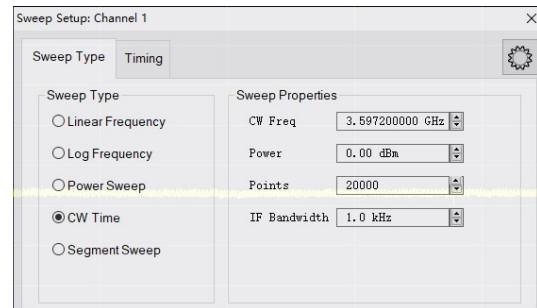 Sweep Setup: Channel 1
Sweep Type
Timing
Sweep Type
Linear Frequency
Log Frequency
Power Sweep
CW Time
Segment Sweep
Sweep Properties
CW Freq 3.597200000 GHz
Power 0.00 dBm
Points 20000
IF Bandwidth 1.0 kHz